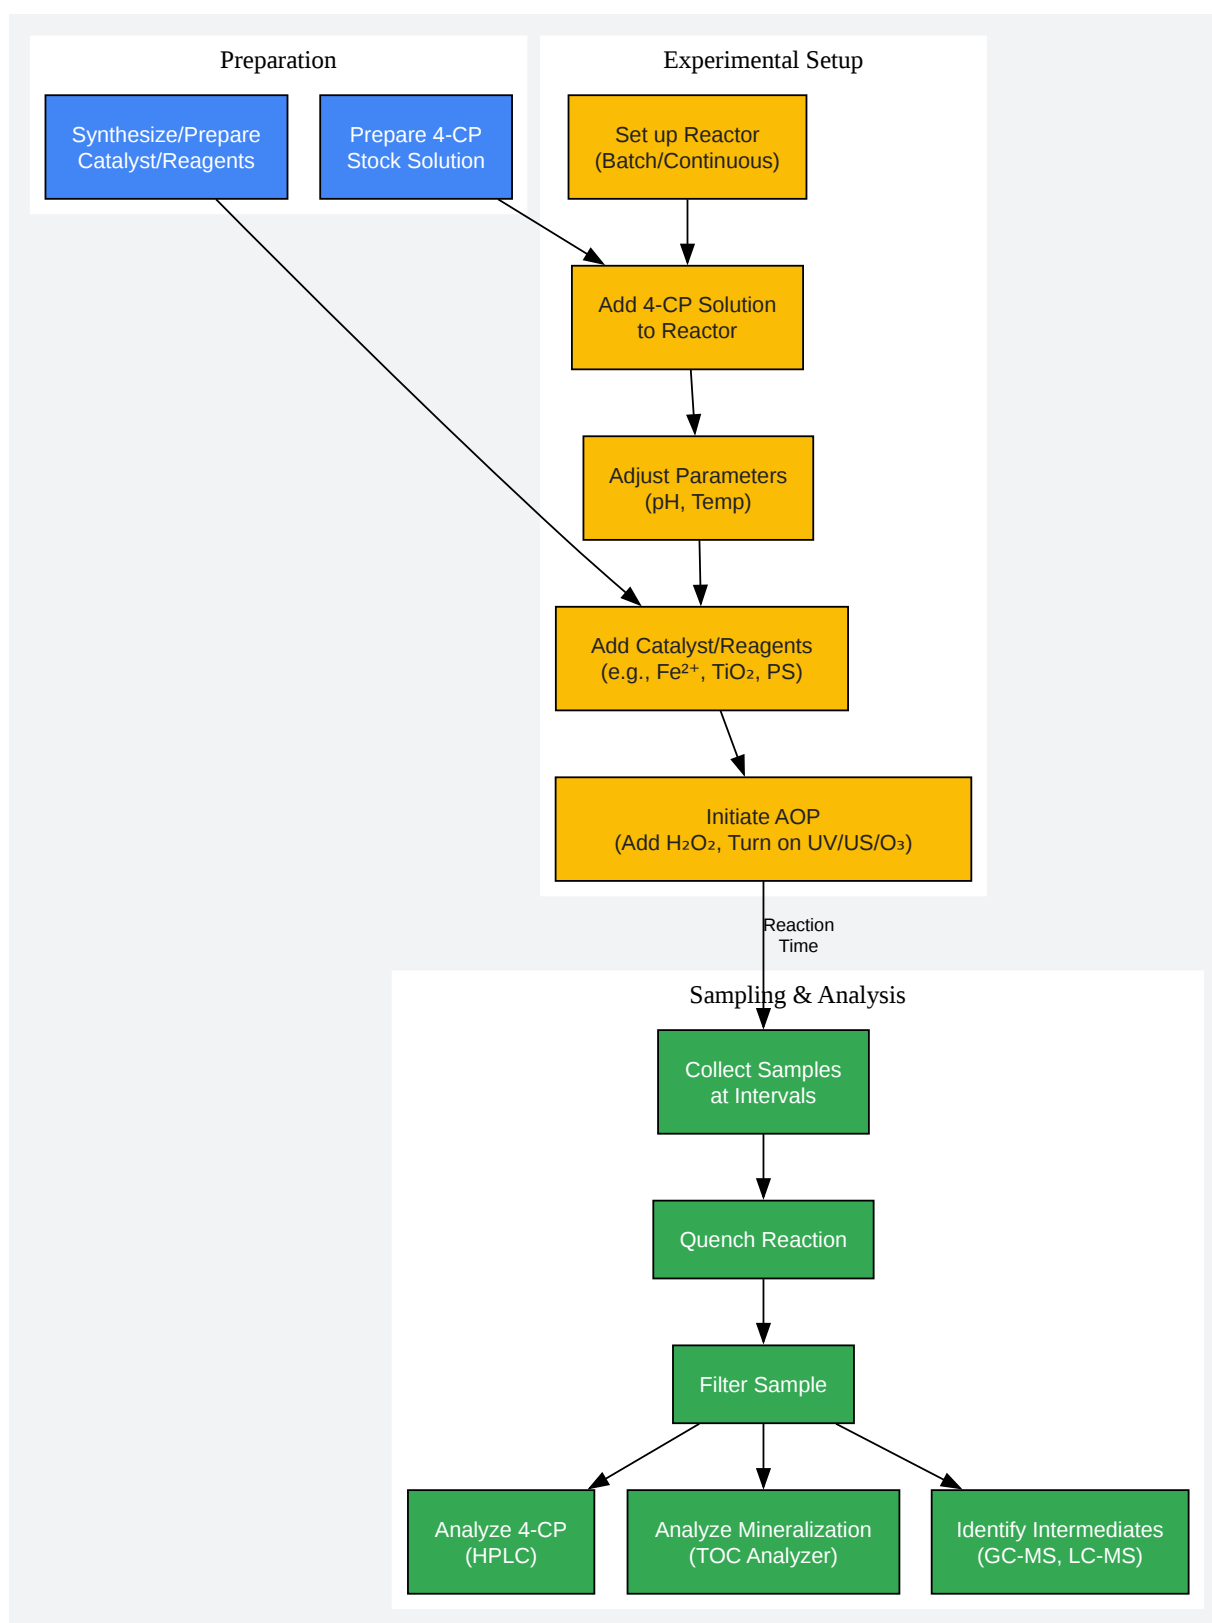 Preparation
Synthesize/Prepare
Catalyst/Reagents
Prepare 4-CP
Stock Solution
Experimental Setup
Set up Reactor
(Batch/Continuous)
Add 4-CP Solution
to Reactor
Adjust Parameters
(pH, Temp)
Add Catalyst/Reagents
(e.g., Fe²⁺, TiO₂, PS)
Initiate AOP
(Add H₂O₂, Turn on UV/US/O₃)
Reaction
Time
Sampling & Analysis
Collect Samples
at Intervals
Quench Reaction
Filter Sample
Analyze 4-CP
(HPLC)
Analyze Mineralization
(TOC Analyzer)
Identify Intermediates
(GC-MS, LC-MS)